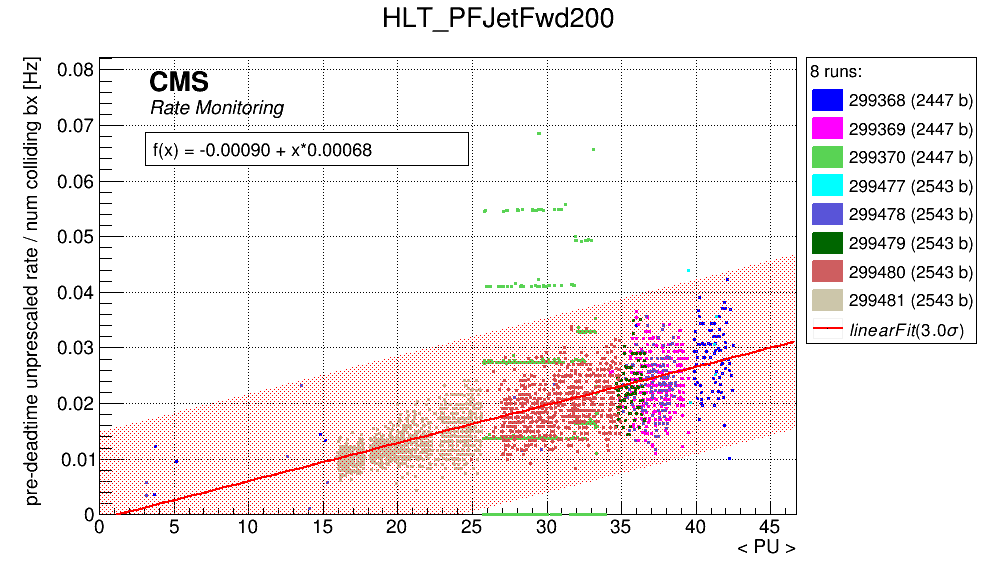 HLT_PFJetFwd200
pre-deadtime unprescaled rate / num colliding bx [Hz]
0.08
0.07
0.06
0.05
0.04
0.03
0.02
0.01
0
CMS
Rate Monitoring
f(x) = -0.00090 + x*0.00068
0 5 10 15 20 25 30 35 40 45
< PU >
8 runs:
299368 (2447 b)
299369 (2447 b)
299370 (2447 b)
299477 (2543 b)
299478 (2543 b)
299479 (2543 b)
299480 (2543 b)
299481 (2543 b)
linearFit(3.0σ)